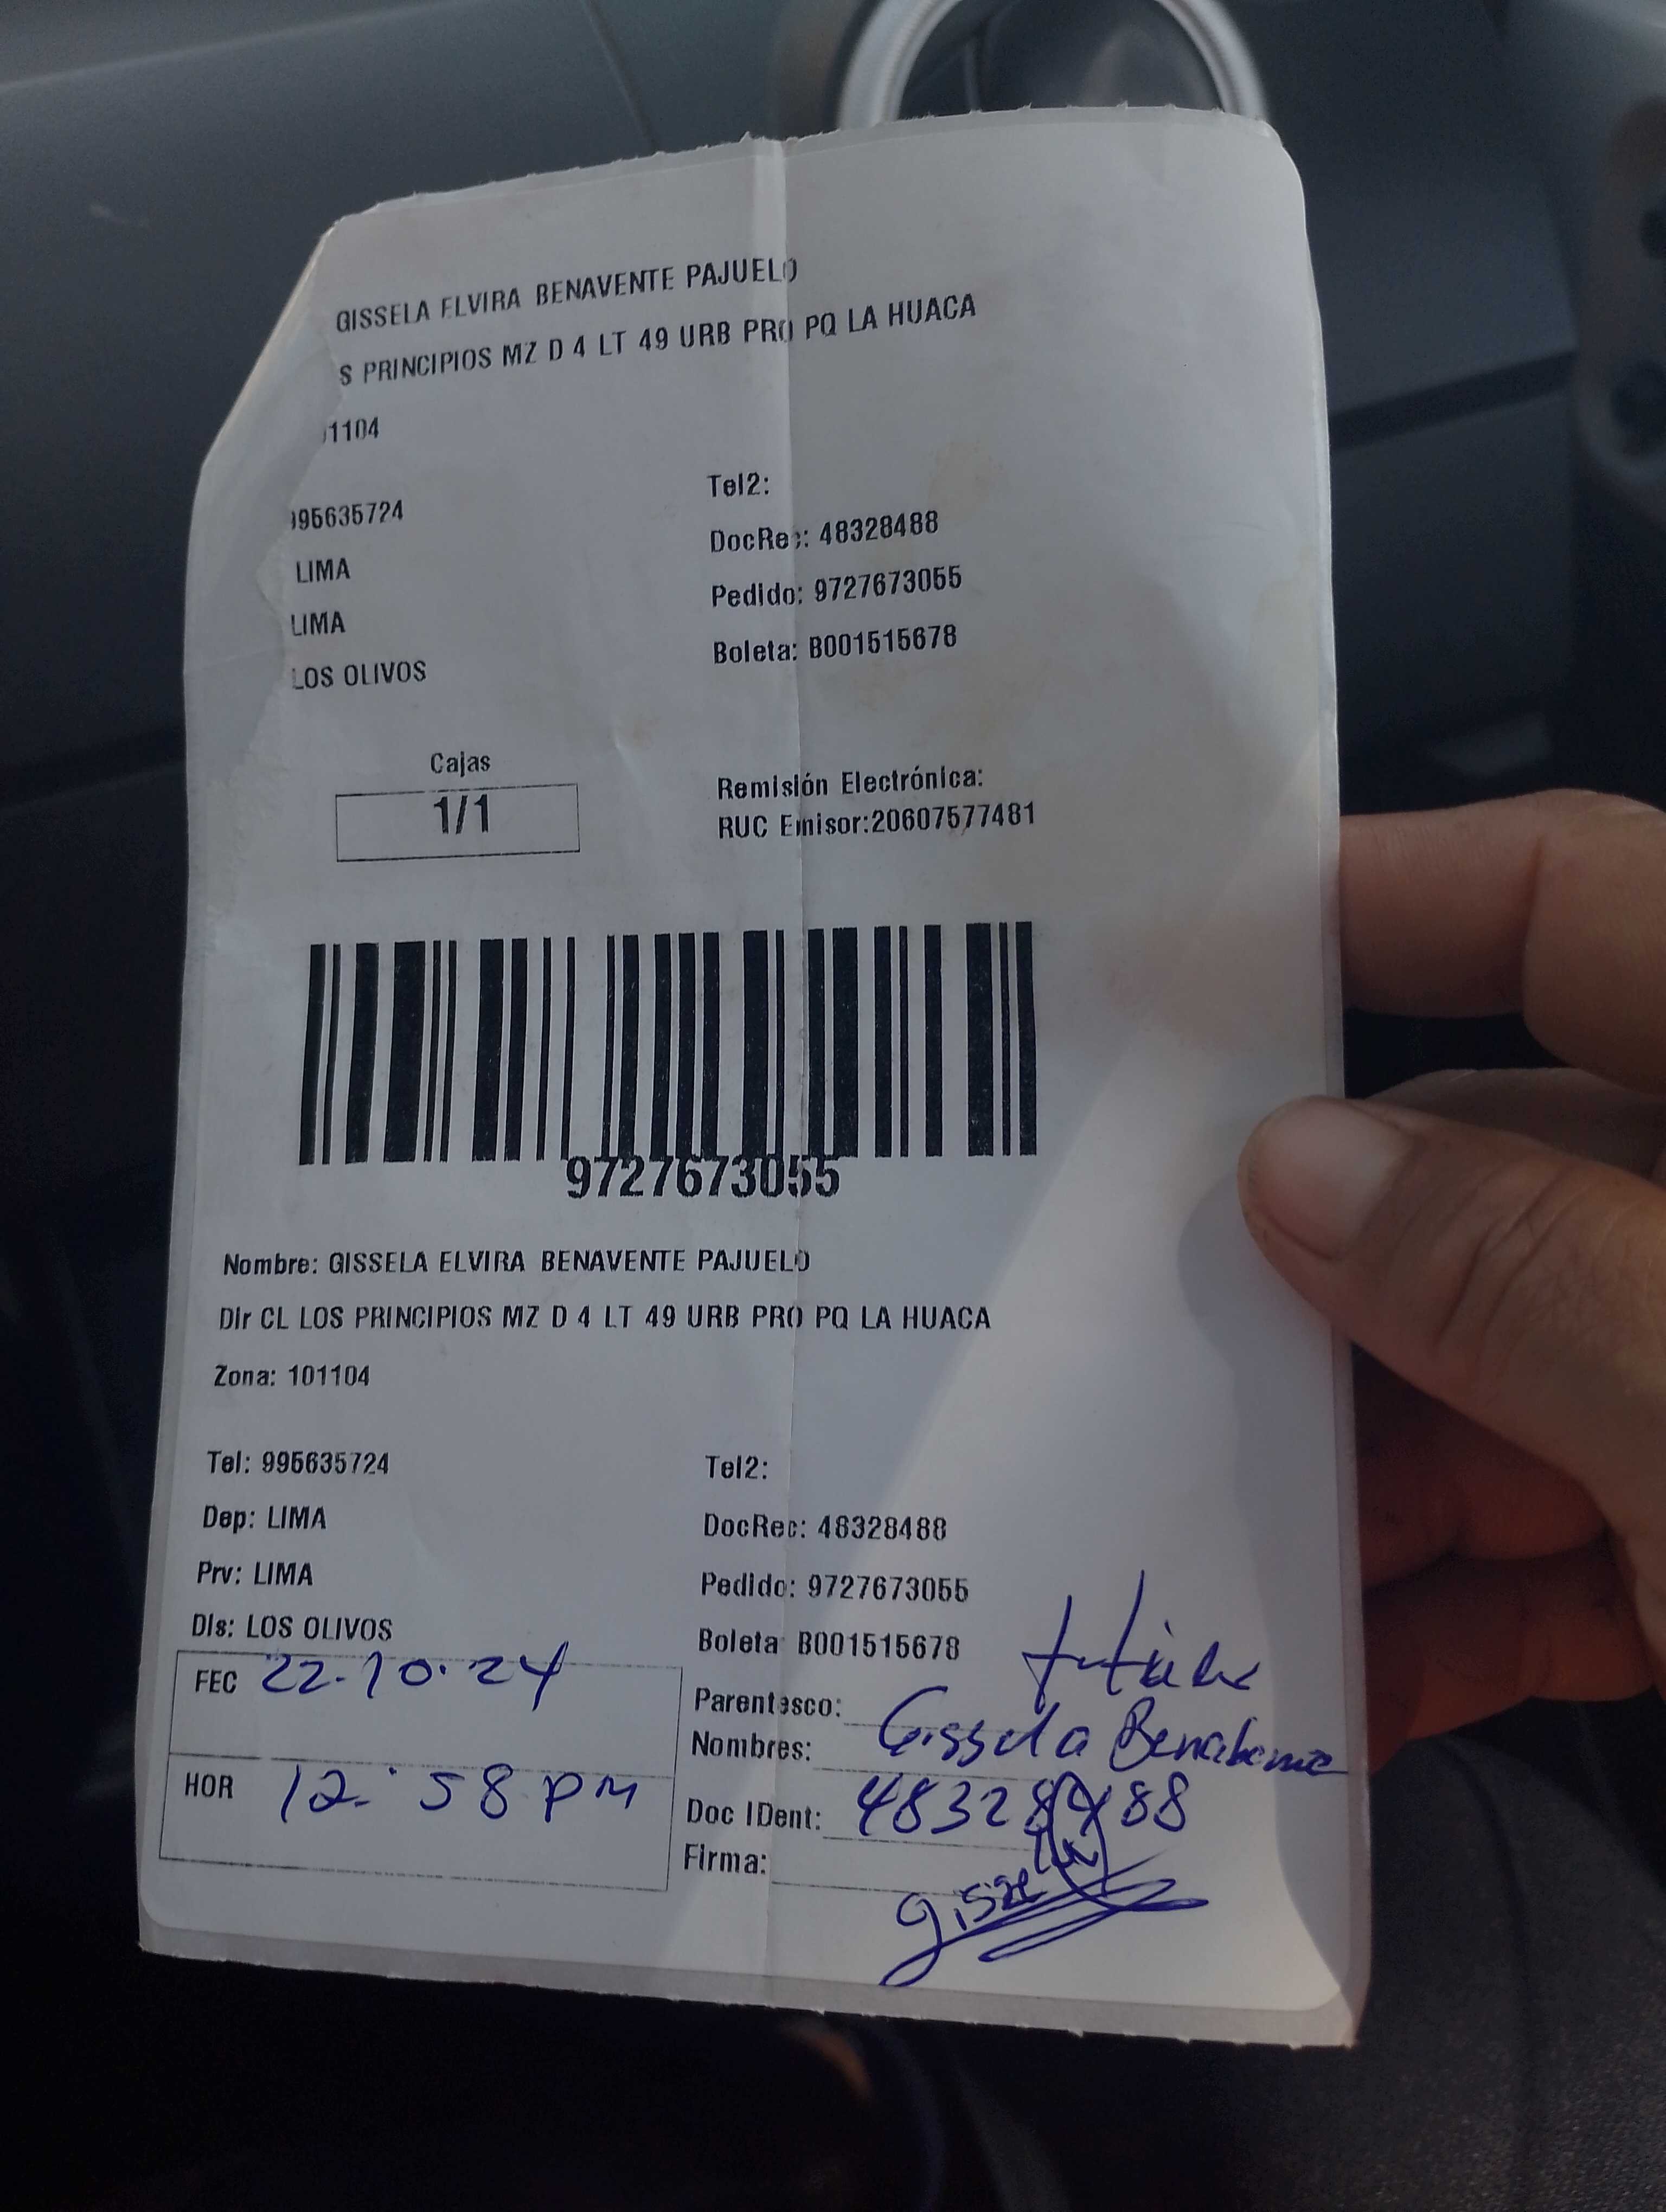 GISSELA ELVIRA BENAVENTE PAJUELO
S PRINCIPIOS MZ D 4 LT 49 URB PRO PQ LA HUACA
1104
995635724
LIMA
LIMA
LOS OLIVOS
Tel2:
DocRec: 48328488
Pedido: 9727673055
Boleta: B001515678
Cajas
1/1
Remisión Electrónica:
RUC Emisor:20607577481
9727673055
Nombre: GISSELA ELVIRA BENAVENTE PAJUELO
Dir CL LOS PRINCIPIOS MZ D 4 LT 49 URB PRO PQ LA HUACA
Zona: 101104
Tel: 995635724
Dep: LIMA
Prv: LIMA
Dis: LOS OLIVOS
Tel2:
DocRec: 48328488
Pedido: 9727673055
Boleta: B001515678
FEC 22.10.24
HOR 12:58 PM
Parentesco: titular
Nombres: Gissela Benavente
Doc IDent: 48328488
Firma: